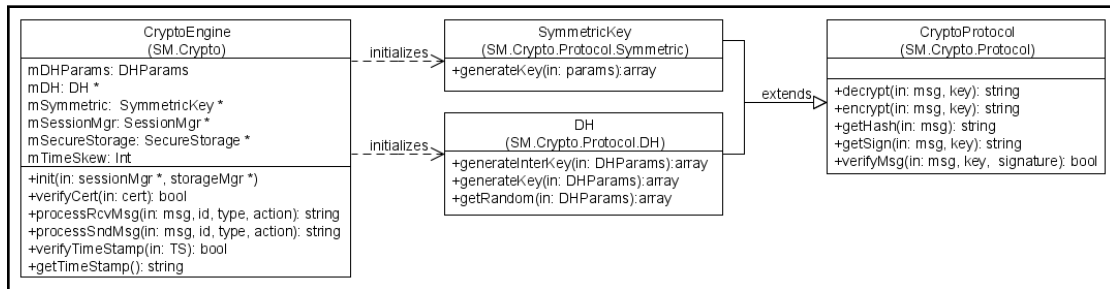 CryptoEngine
(SM.Crypto)
mDHParams: DHParams
mDH: DH *
mSymmetric: SymmetricKey *
mSessionMgr: SessionMgr *
mSecureStorage: SecureStorage *
mTimeSkew: Int
+init(in: sessionMgr *, storageMgr *)
+verifyCert(in: cert): bool
+processRcvMsg(in: msg, id, type, action): string
+processSndMsg(in: msg, id, type, action): string
+verifyTimeStamp(in: TS): bool
+getTimeStamp(): string
initializes
initializes
SymmetricKey
(SM.Crypto.Protocol.Symmetric)
+generateKey(in: params):array
DH
(SM.Crypto.Protocol.DH)
+generateInterKey(in: DHParams):array
+generateKey(in: DHParams):array
+getRandom(in: DHParams):array
extends
CryptoProtocol
(SM.Crypto.Protocol)
+decrypt(in: msg, key): string
+encrypt(in: msg, key): string
+getHash(in: msg): string
+getSign(in: msg, key): string
+verifyMsg(in: msg, key, signature): bool